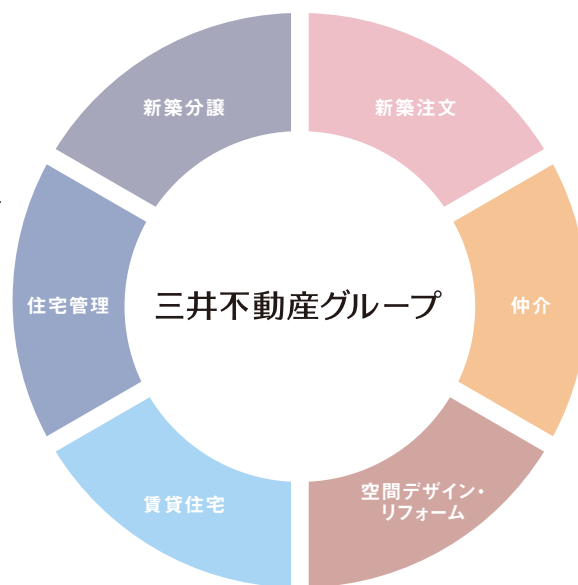 新築分譲
新築注文
住宅管理
三井不動産グループ
仲介
賃貸住宅
空間デザイン・
リフォーム